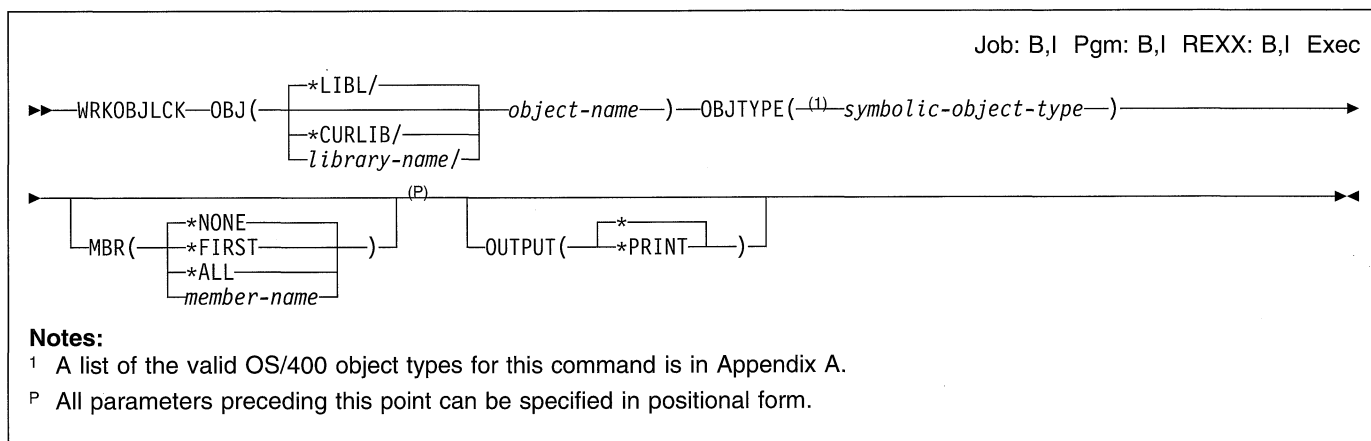 Job: B,I Pgm: B,I REXX: B,I Exec
*LIBL/
WRKOBJLCK OBJ( object-name ) OBJTYPE( (1) symbolic-object-type )
*CURLIB/
library-name/
(P)
*NONE *
MBR( *FIRST ) OUTPUT( *PRINT )
*ALL
member-name
Notes:
1 A list of the valid OS/400 object types for this command is in Appendix A.
P All parameters preceding this point can be specified in positional form.